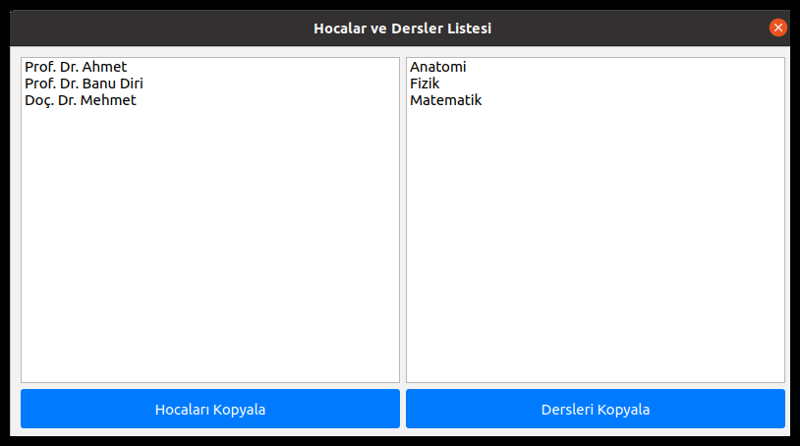 Hocalar ve Dersler Listesi
Prof. Dr. Ahmet
Prof. Dr. Banu Diri
Doç. Dr. Mehmet
Anatomi
Fizik
Matematik
Hocaları Kopyala
Dersleri Kopyala